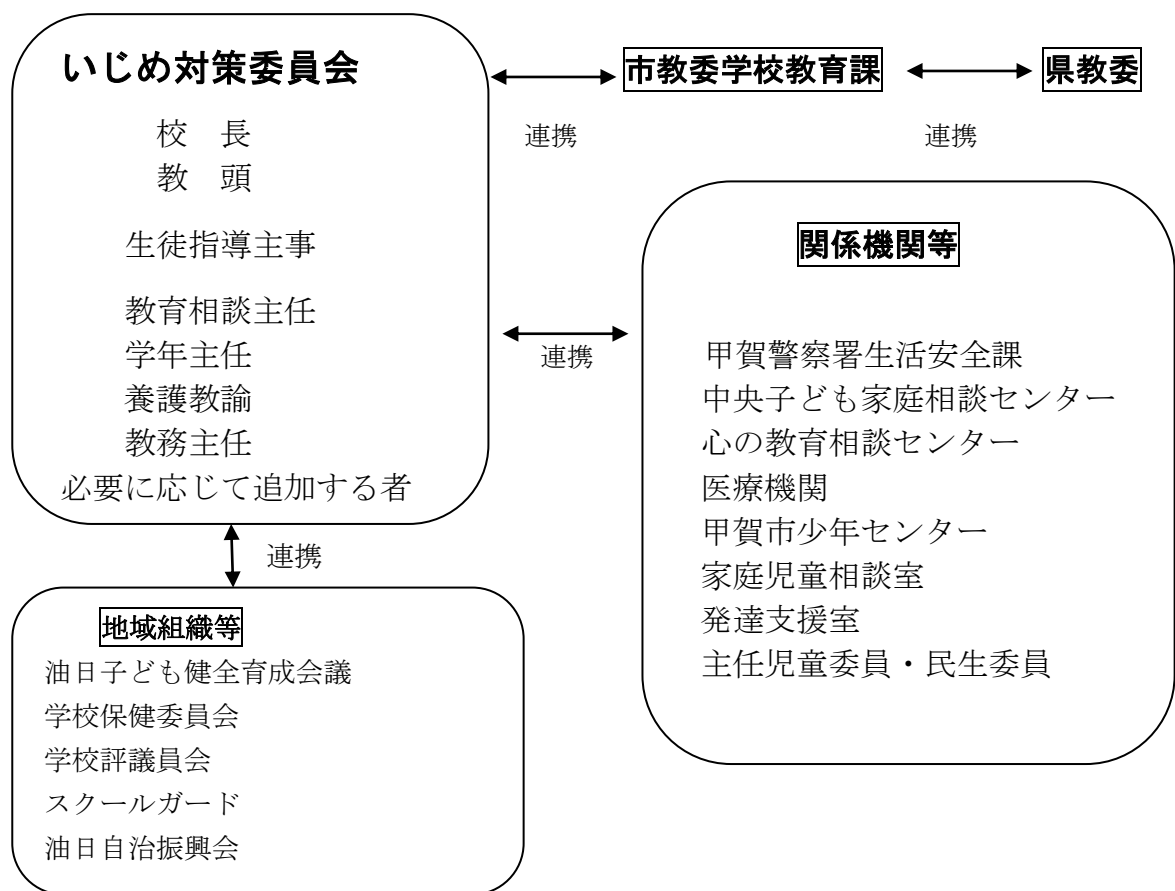 いじめ対策委員会
校　長
教　頭
生徒指導主事
教育相談主任
学年主任
養護教諭
教務主任
必要に応じて追加する者
連携
市教委学校教育課
連携
県教委
連携
関係機関等
甲賀警察署生活安全課
中央子ども家庭相談センター
心の教育相談センター
医療機関
甲賀市少年センター
家庭児童相談室
発達支援室
主任児童委員・民生委員
連携
地域組織等
油日子ども健全育成会議
学校保健委員会
学校評議員会
スクールガード
油日自治振興会